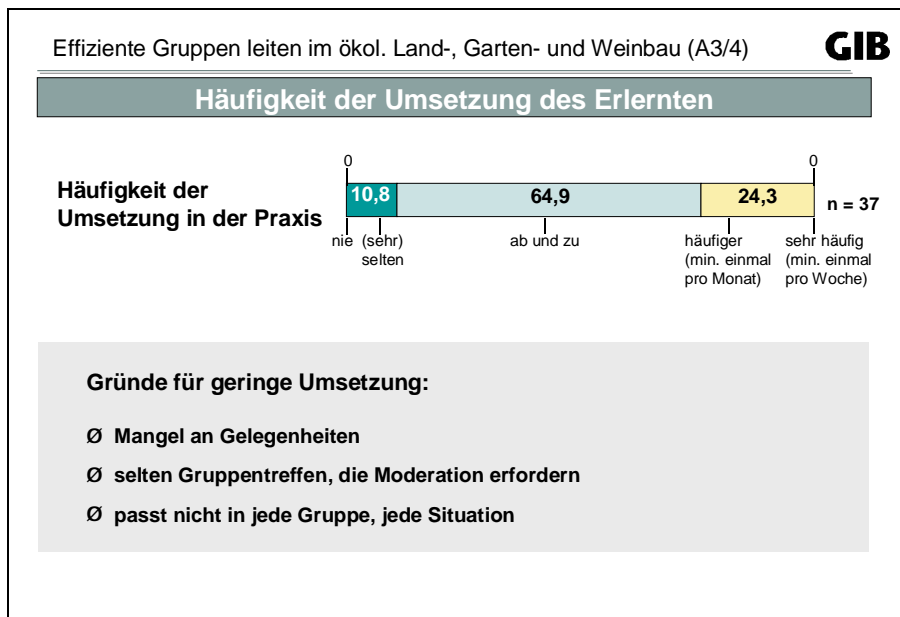 Effiziente Gruppen leiten im ökol. Land-, Garten- und Weinbau (A3/4)
GIB
Häufigkeit der Umsetzung des Erlernten
0
0
Häufigkeit der
Umsetzung in der Praxis
10,8
64,9
24,3
n = 37
nie
(sehr)
selten
ab und zu
häufiger
(min. einmal
pro Monat)
sehr häufig
(min. einmal
pro Woche)
Gründe für geringe Umsetzung:
Ø Mangel an Gelegenheiten
Ø selten Gruppentreffen, die Moderation erfordern
Ø passt nicht in jede Gruppe, jede Situation